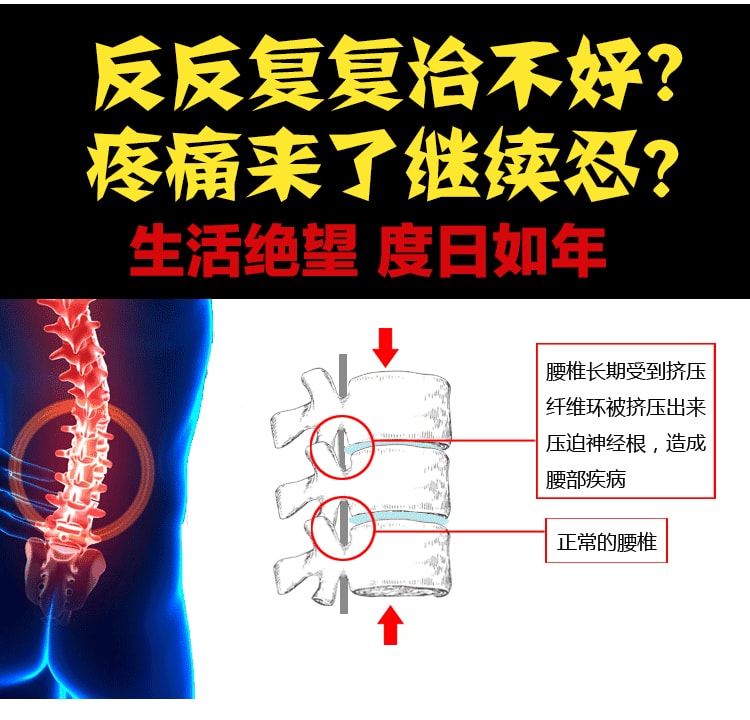 反反复复治不好?
疼痛来了继续忍?
生活绝望 度日如年
腰椎长期受到挤压
纤维环被挤压出来
压迫神经根，造成
腰部疾病
正常的腰椎